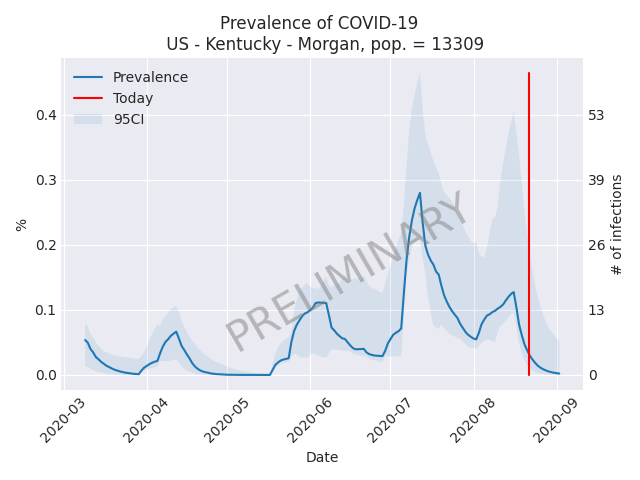 Prevalence of COVID-19
US - Kentucky - Morgan, pop. = 13309
Prevalence
Today
95CI
%
0.4
0.3
0.2
0.1
0.0
53
39
26
13
0
# of infections
PRELIMINARY
2020-03
2020-04
2020-05
2020-06
2020-07
2020-08
2020-09
Date